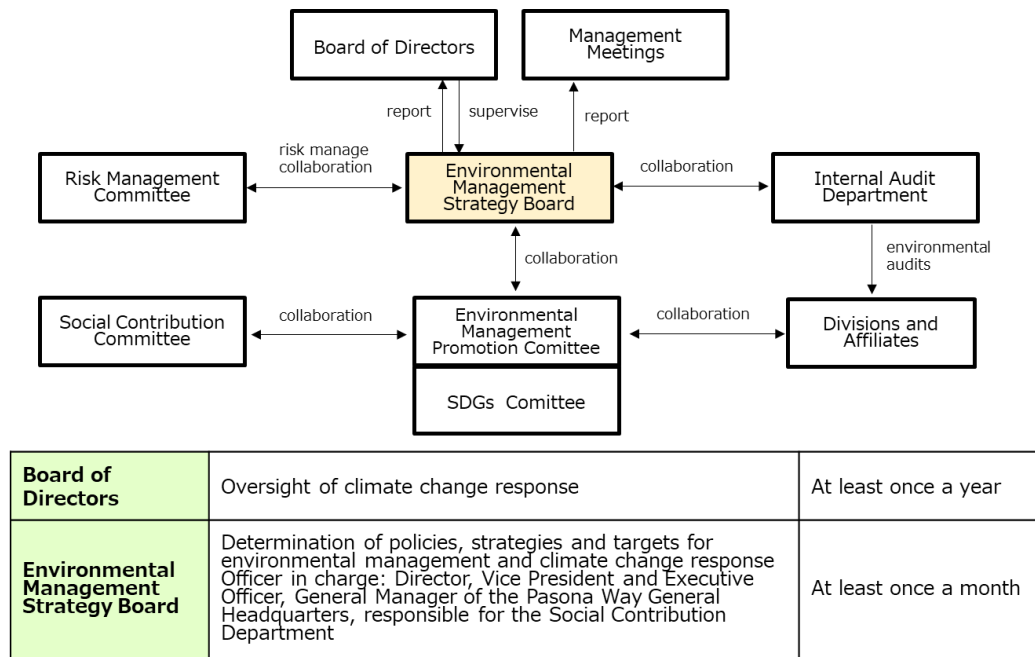 Board of Directors
Management
Meetings
report
supervise
report
risk manage
collaboration
collaboration
Risk Management
Committee
Environmental
Management
Strategy Board
Internal Audit
Department
collaboration
environmental
audits
Social Contribution
Committee
collaboration
Environmental
Management
Promotion Comittee
collaboration
Divisions and
Affiliates
SDGs Comittee
Board of
Directors
Oversight of climate change response
At least once a year
Environmental
Management
Strategy Board
Determination of policies, strategies and targets for
environmental management and climate change response
Officer in charge: Director, Vice President and Executive
Officer, General Manager of the Pasona Way General
Headquarters, responsible for the Social Contribution
Department
At least once a month